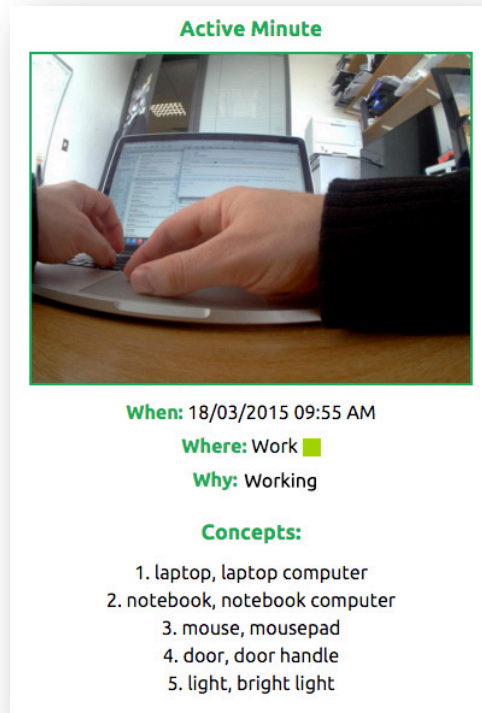 Active Minute
When: 18/03/2015 09:55 AM
Where: Work
Why: Working
Concepts:
1. laptop, laptop computer
2. notebook, notebook computer
3. mouse, mousepad
4. door, door handle
5. light, bright light